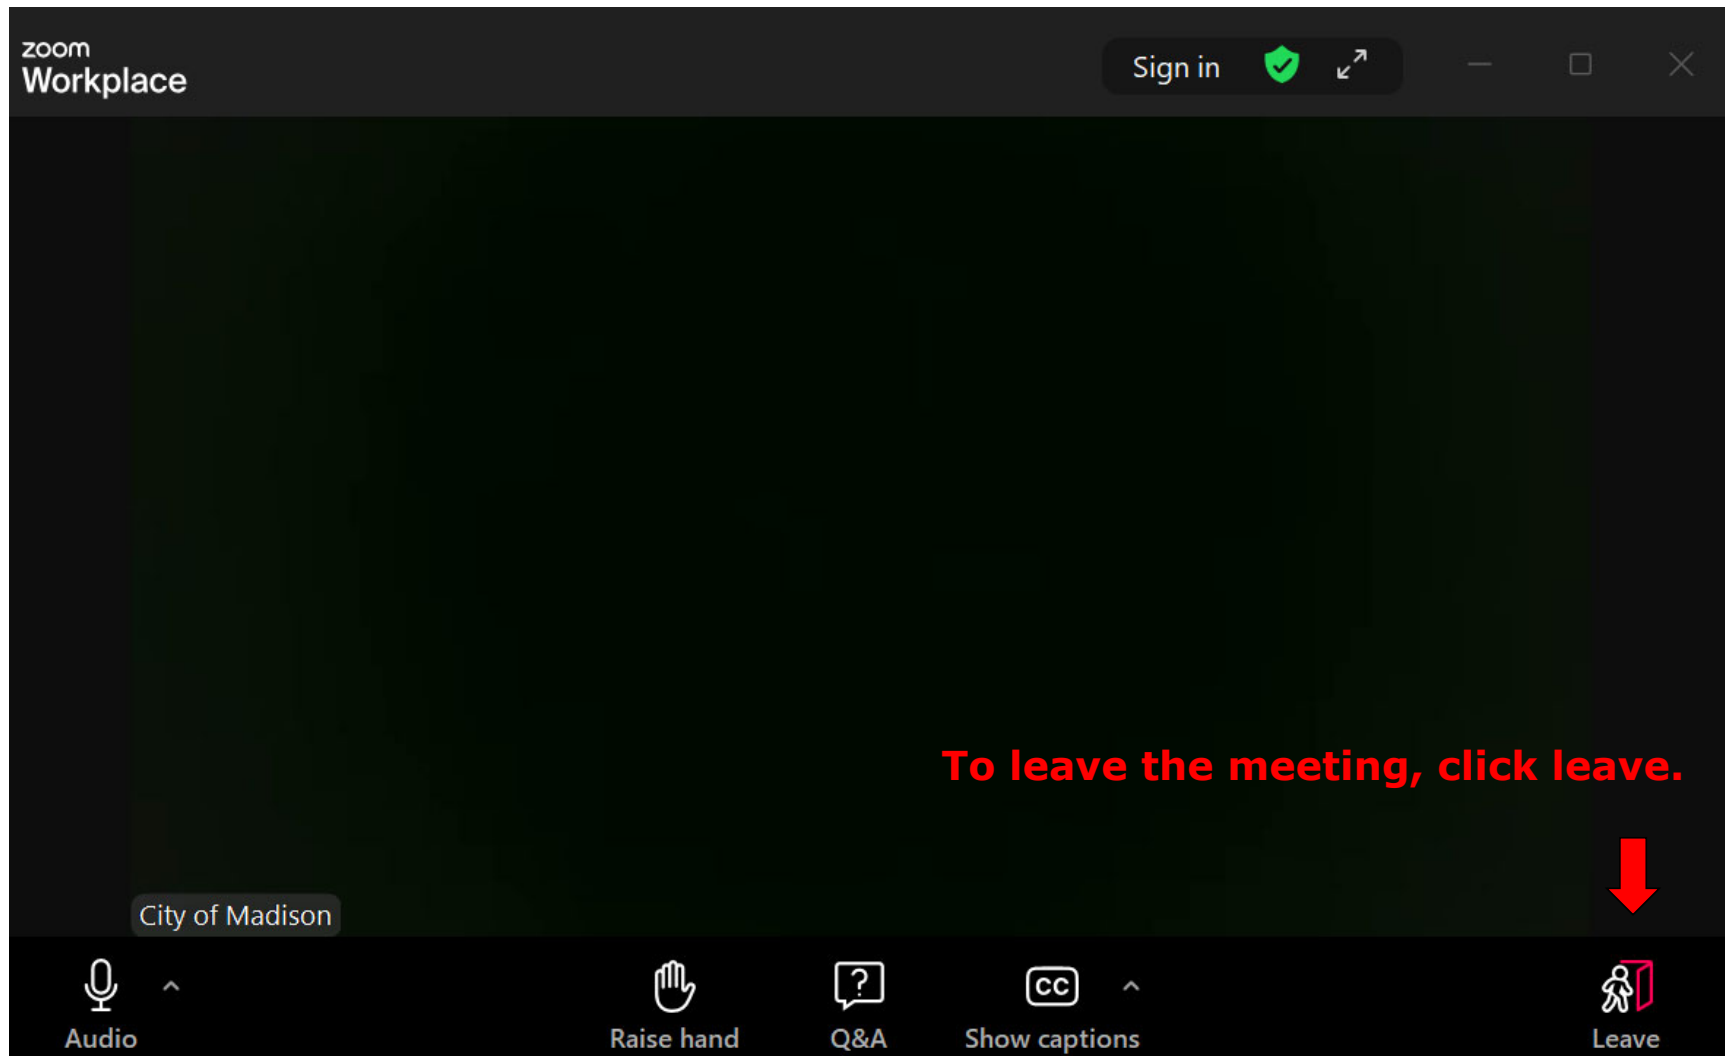 zoom
Workplace
Sign in
To leave the meeting, click leave.
City of Madison
CC
Audio
Raise hand
Q&A
Show captions
Leave